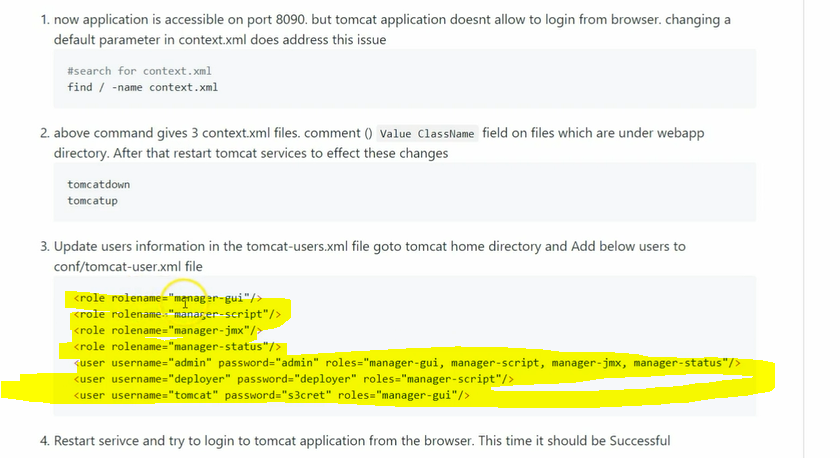 1. now application is accessible on port 8090. but tomcat application doesnt allow to login from browser. changing a
default parameter in context.xml does address this issue
#search for context.xml
find / -name context.xml
2. above command gives 3 context.xml files. comment () Value ClassName field on files which are under webapp
directory. After that restart tomcat services to effect these changes
tomcatdown
tomcatup
3. Update users information in the tomcat-users.xml file goto tomcat home directory and Add below users to
conf/tomcat-user.xml file
<role rolename="manager-gui"/>
<role rolename="manager-script"/>
<role rolename="manager-jmx"/>
<role rolename="manager-status"/>
<user username="admin" password="admin" roles="manager-gui, manager-script, manager-jmx, manager-status"/>
<user username="deployer" password="deployer" roles="manager-script"/>
<user username="tomcat" password="s3cret" roles="manager-gui"/>
4. Restart serivce and try to login to tomcat application from the browser. This time it should be Successful